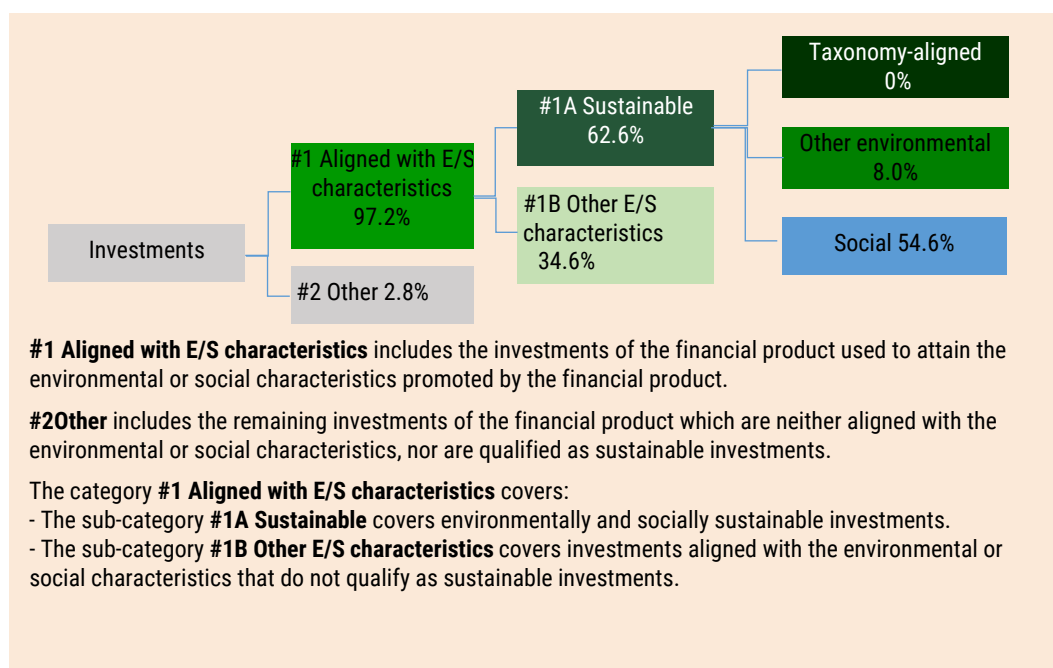 Taxonomy-aligned
0%
#1A Sustainable
62.6%
Other environmental
8.0%
#1 Aligned with E/S
characteristics
97.2%
#1B Other E/S
characteristics
34.6%
Social 54.6%
Investments
#2 Other 2.8%
#1 Aligned with E/S characteristics includes the investments of the financial product used to attain the
environmental or social characteristics promoted by the financial product.
#2Other includes the remaining investments of the financial product which are neither aligned with the
environmental or social characteristics, nor are qualified as sustainable investments.
The category #1 Aligned with E/S characteristics covers:
- The sub-category #1A Sustainable covers environmentally and socially sustainable investments.
- The sub-category #1B Other E/S characteristics covers investments aligned with the environmental or
social characteristics that do not qualify as sustainable investments.